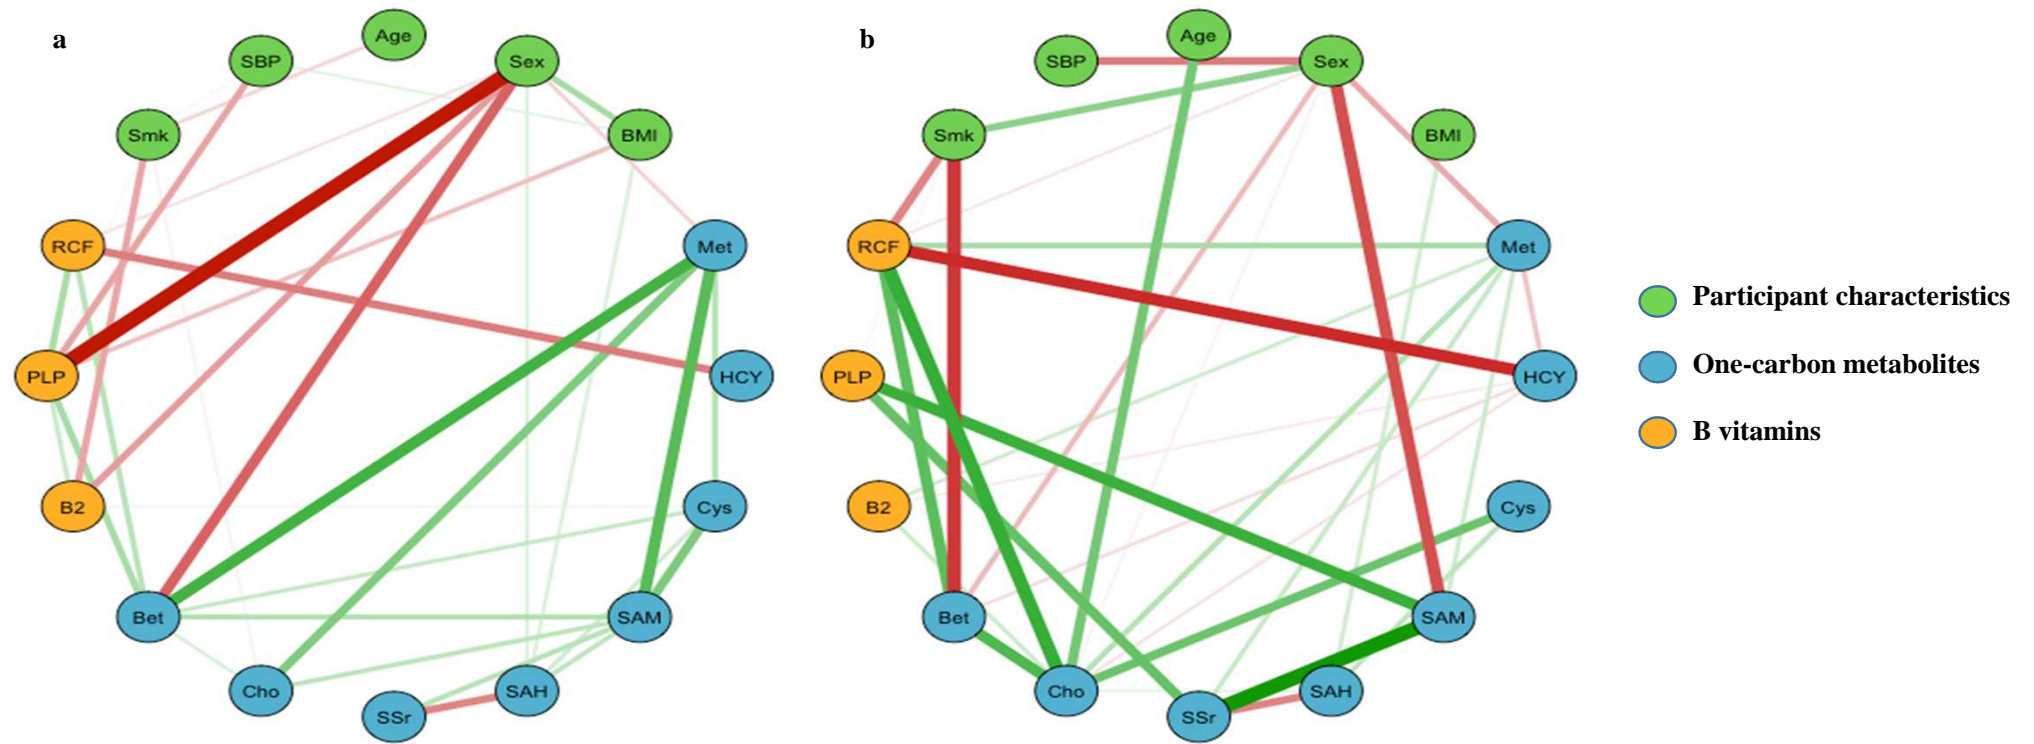 a
Age
SBP
Sex
Smk
BMI
RCF
Met
PLP
HCY
B2
Cys
Bet
SAM
Cho
SAH
SSr
b
Age
SBP
Sex
Smk
BMI
RCF
Met
PLP
HCY
B2
Cys
Bet
SAM
Cho
SAH
SSr
Participant characteristics
One-carbon metabolites
B vitamins